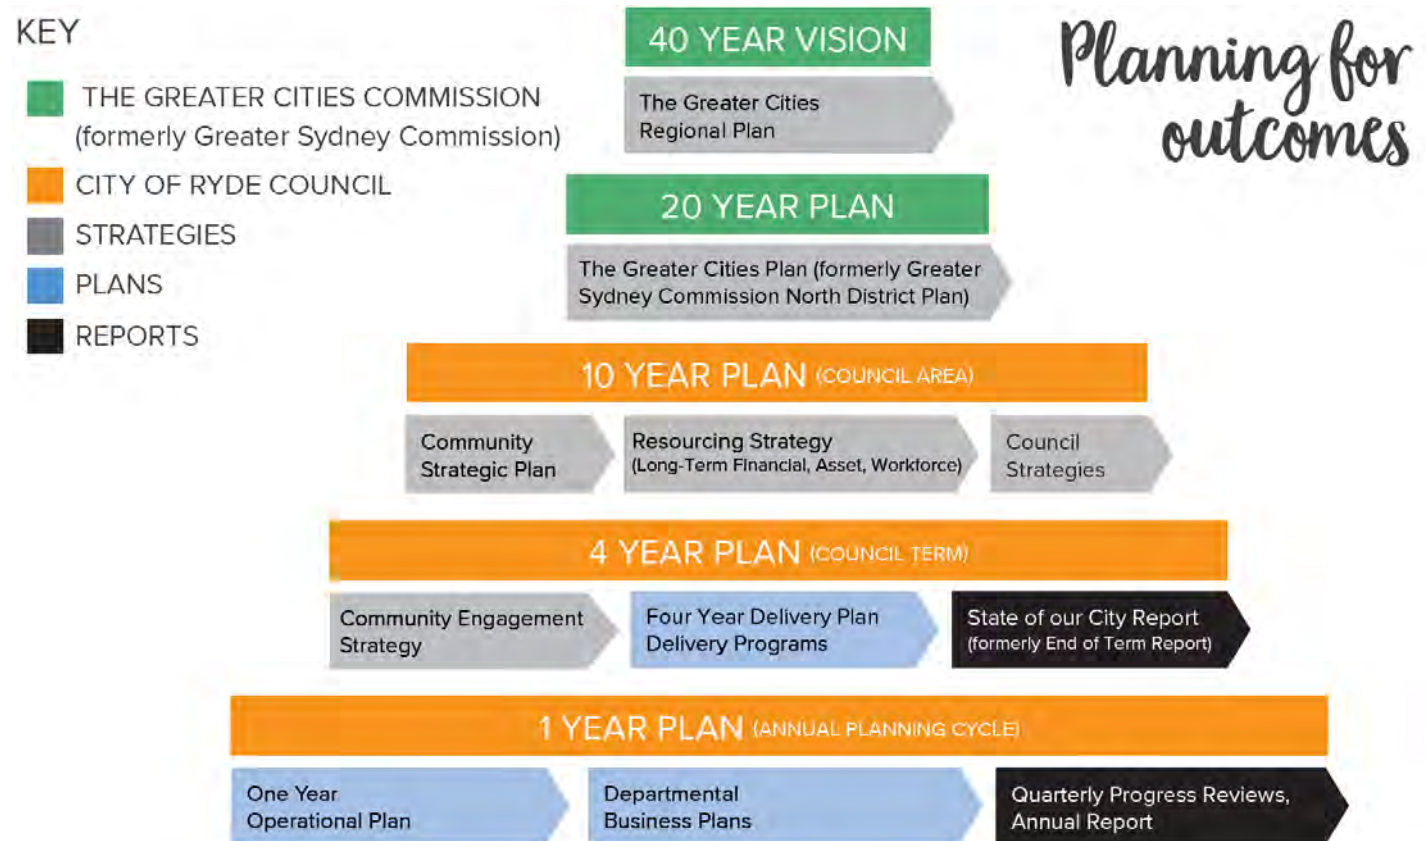 KEY
THE GREATER CITIES COMMISSION
(formerly Greater Sydney Commission)
CITY OF RYDE COUNCIL
STRATEGIES
PLANS
REPORTS
Planning for
outcomes
40 YEAR VISION
The Greater Cities
Regional Plan
20 YEAR PLAN
The Greater Cities Plan (formerly Greater
Sydney Commission North District Plan)
10 YEAR PLAN (COUNCIL AREA)
Community
Strategic Plan
Resourcing Strategy
(Long-Term Financial, Asset, Workforce)
Council
Strategies
4 YEAR PLAN (COUNCIL TERM)
Community Engagement
Strategy
Four Year Delivery Plan
Delivery Programs
State of our City Report
(formerly End of Term Report)
1 YEAR PLAN (ANNUAL PLANNING CYCLE)
One Year
Operational Plan
Departmental
Business Plans
Quarterly Progress Reviews,
Annual Report